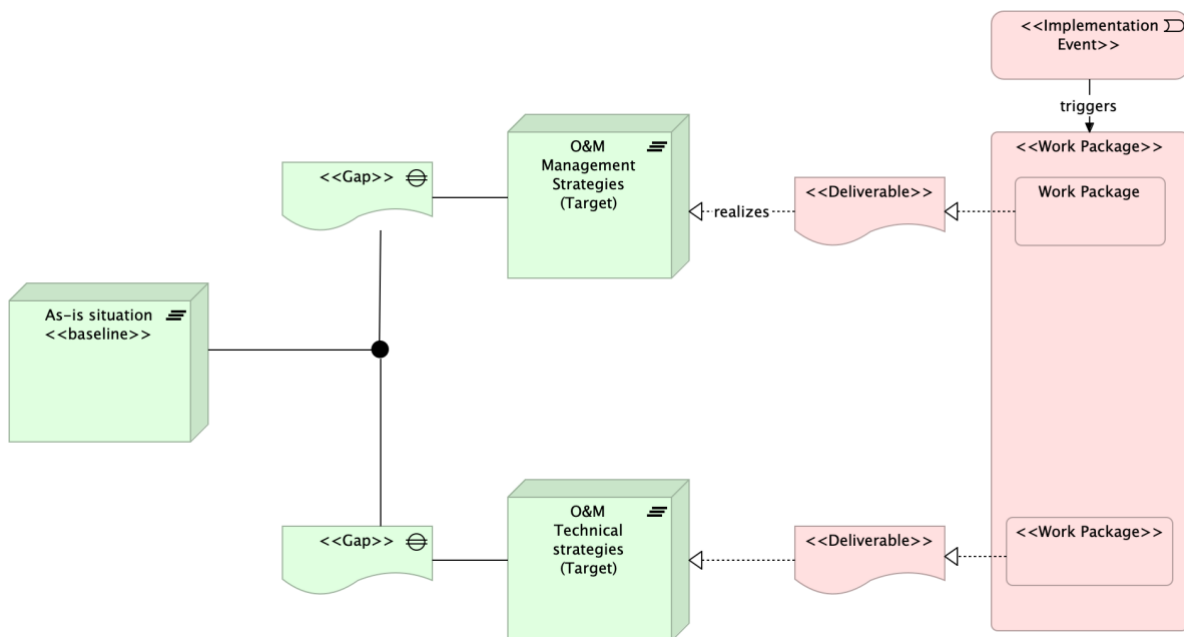 <<Implementation
Event>>
triggers
<<Work Package>>
Work Package
<<Deliverable>>
realizes
O&M
Management
Strategies
(Target)
<<Gap>>
As-is situation
<<baseline>>
<<Gap>>
O&M
Technical
strategies
(Target)
<<Deliverable>>
<<Work Package>>